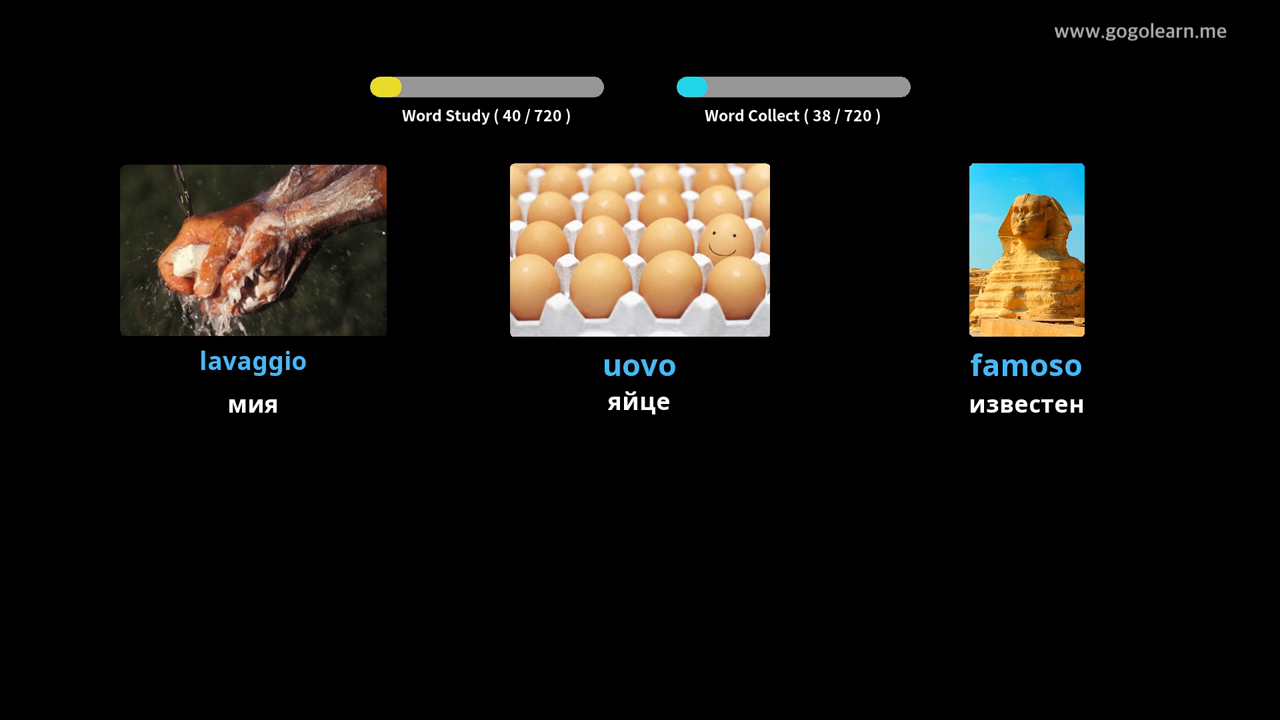 www.gogolearn.me
Word Study ( 40 / 720 )
Word Collect ( 38 / 720 )
lavaggio
uovo
famoso
мия
яйце
известен